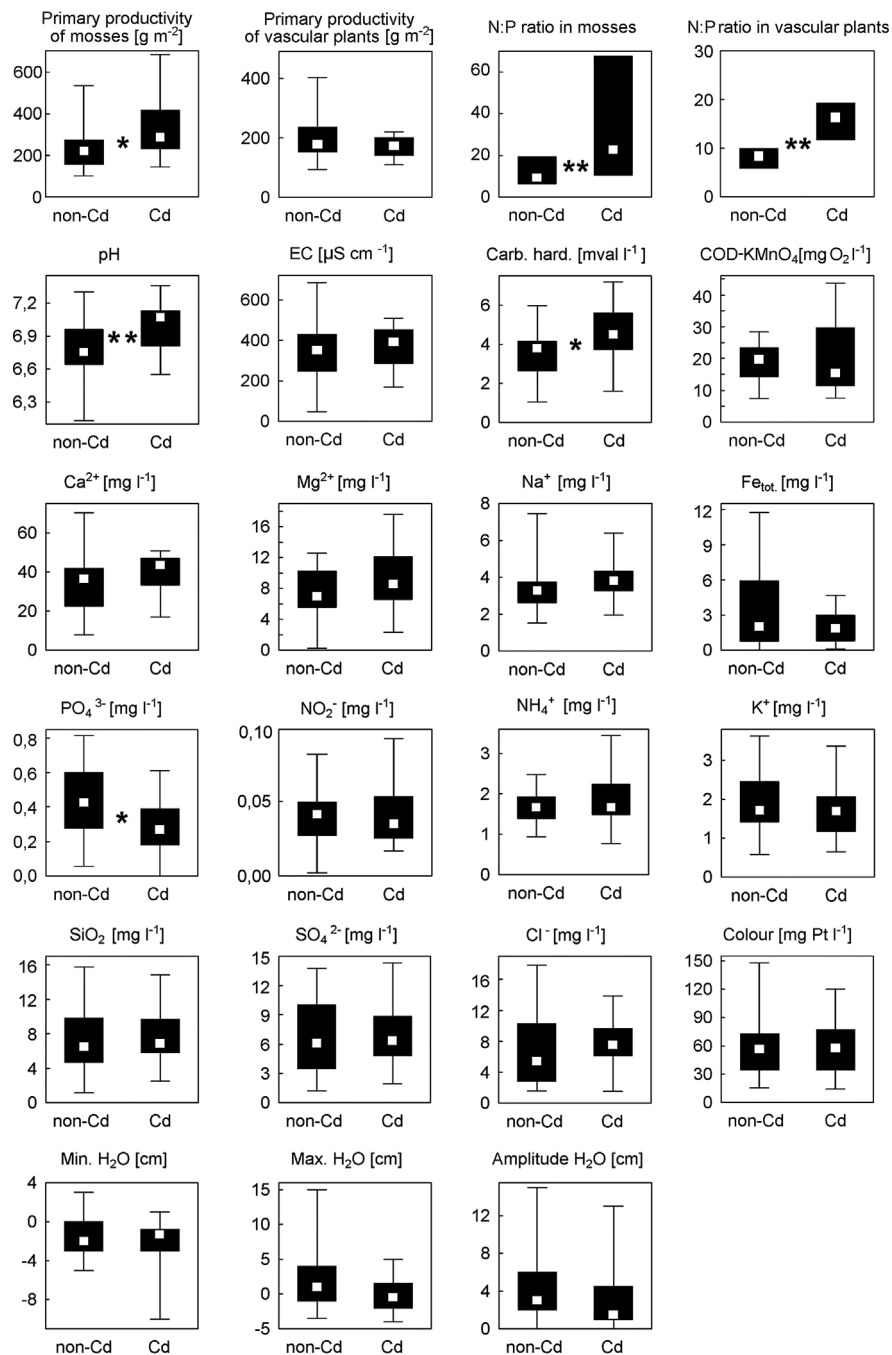 Primary productivity
of mosses [g m-2]
600
400
200
0
*
non-Cd Cd
Primary productivity
of vascular plants [g m-2]
400
200
0
non-Cd Cd
N:P ratio in mosses
60
40
20
0
**
non-Cd Cd
N:P ratio in vascular plants
30
20
10
0
**
non-Cd Cd
pH
7,2
6,9
6,6
6,3
**
non-Cd Cd
EC [µS cm -1]
600
400
200
0
non-Cd Cd
Carb. hard. [mval l-1]
6
4
2
0
*
non-Cd Cd
COD-KMnO4[mg O2 l-1]
40
30
20
10
0
non-Cd Cd
Ca2+ [mg l-1]
60
40
20
0
non-Cd Cd
Mg2+ [mg l-1]
16
12
8
4
0
non-Cd Cd
Na+ [mg l-1]
8
6
4
2
0
non-Cd Cd
Fetot. [mg l-1]
12
9
6
3
0
non-Cd Cd
PO4 3- [mg l-1]
0,8
0,6
0,4
0,2
0,0
*
non-Cd Cd
NO2- [mg l-1]
0,10
0,05
0,00
non-Cd Cd
NH4+ [mg l-1]
3
2
1
0
non-Cd Cd
K+ [mg l-1]
3
2
1
0
non-Cd Cd
SiO2 [mg l-1]
16
12
8
4
0
non-Cd Cd
SO4 2- [mg l-1]
15
12
9
6
3
0
non-Cd Cd
Cl - [mg l-1]
16
12
8
4
0
non-Cd Cd
Colour [mg Pt l-1]
150
120
90
60
30
0
non-Cd Cd
Min. H2O [cm]
4
0
-4
-8
non-Cd Cd
Max. H2O [cm]
15
10
5
0
-5
non-Cd Cd
Amplitude H2O [cm]
12
8
4
0
non-Cd Cd